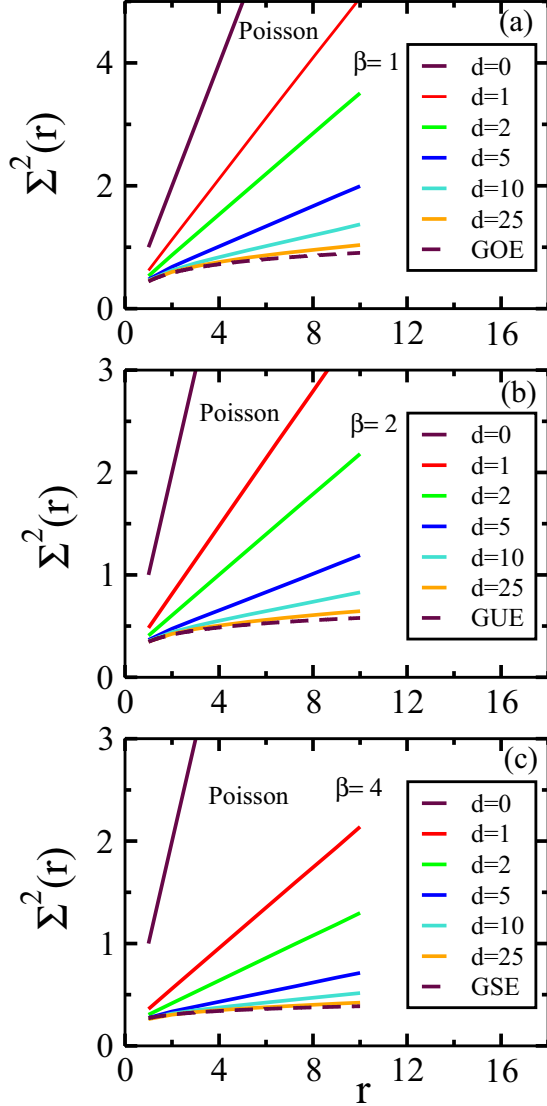 (a)
Poisson
β= 1
Σ²(r)
4
2
0
d=0
d=1
d=2
d=5
d=10
d=25
GOE
0 4 8 12 16
(b)
Poisson
β= 2
Σ²(r)
3
2
1
0
d=0
d=1
d=2
d=5
d=10
d=25
GUE
0 4 8 12 16
(c)
Poisson
β= 4
Σ²(r)
3
2
1
0
d=0
d=1
d=2
d=5
d=10
d=25
GSE
0 4 8 12 16
r